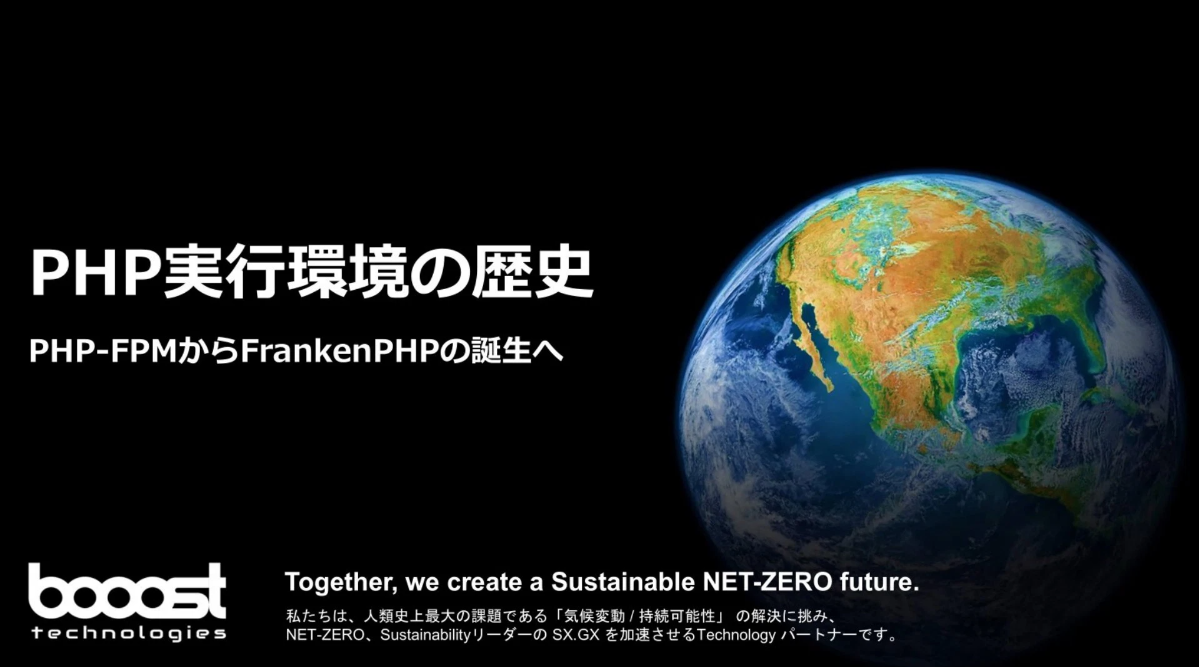 PHP実行環境の歴史
PHP-FPMからFrankenPHPの誕生へ
booost
technologies
Together, we create a Sustainable NET-ZERO future.
私たちは、人類史上最大の課題である「気候変動 / 持続可能性」 の解決に挑み、
NET-ZERO、Sustainabilityリーダーの SX.GX を加速させるTechnology パートナーです。